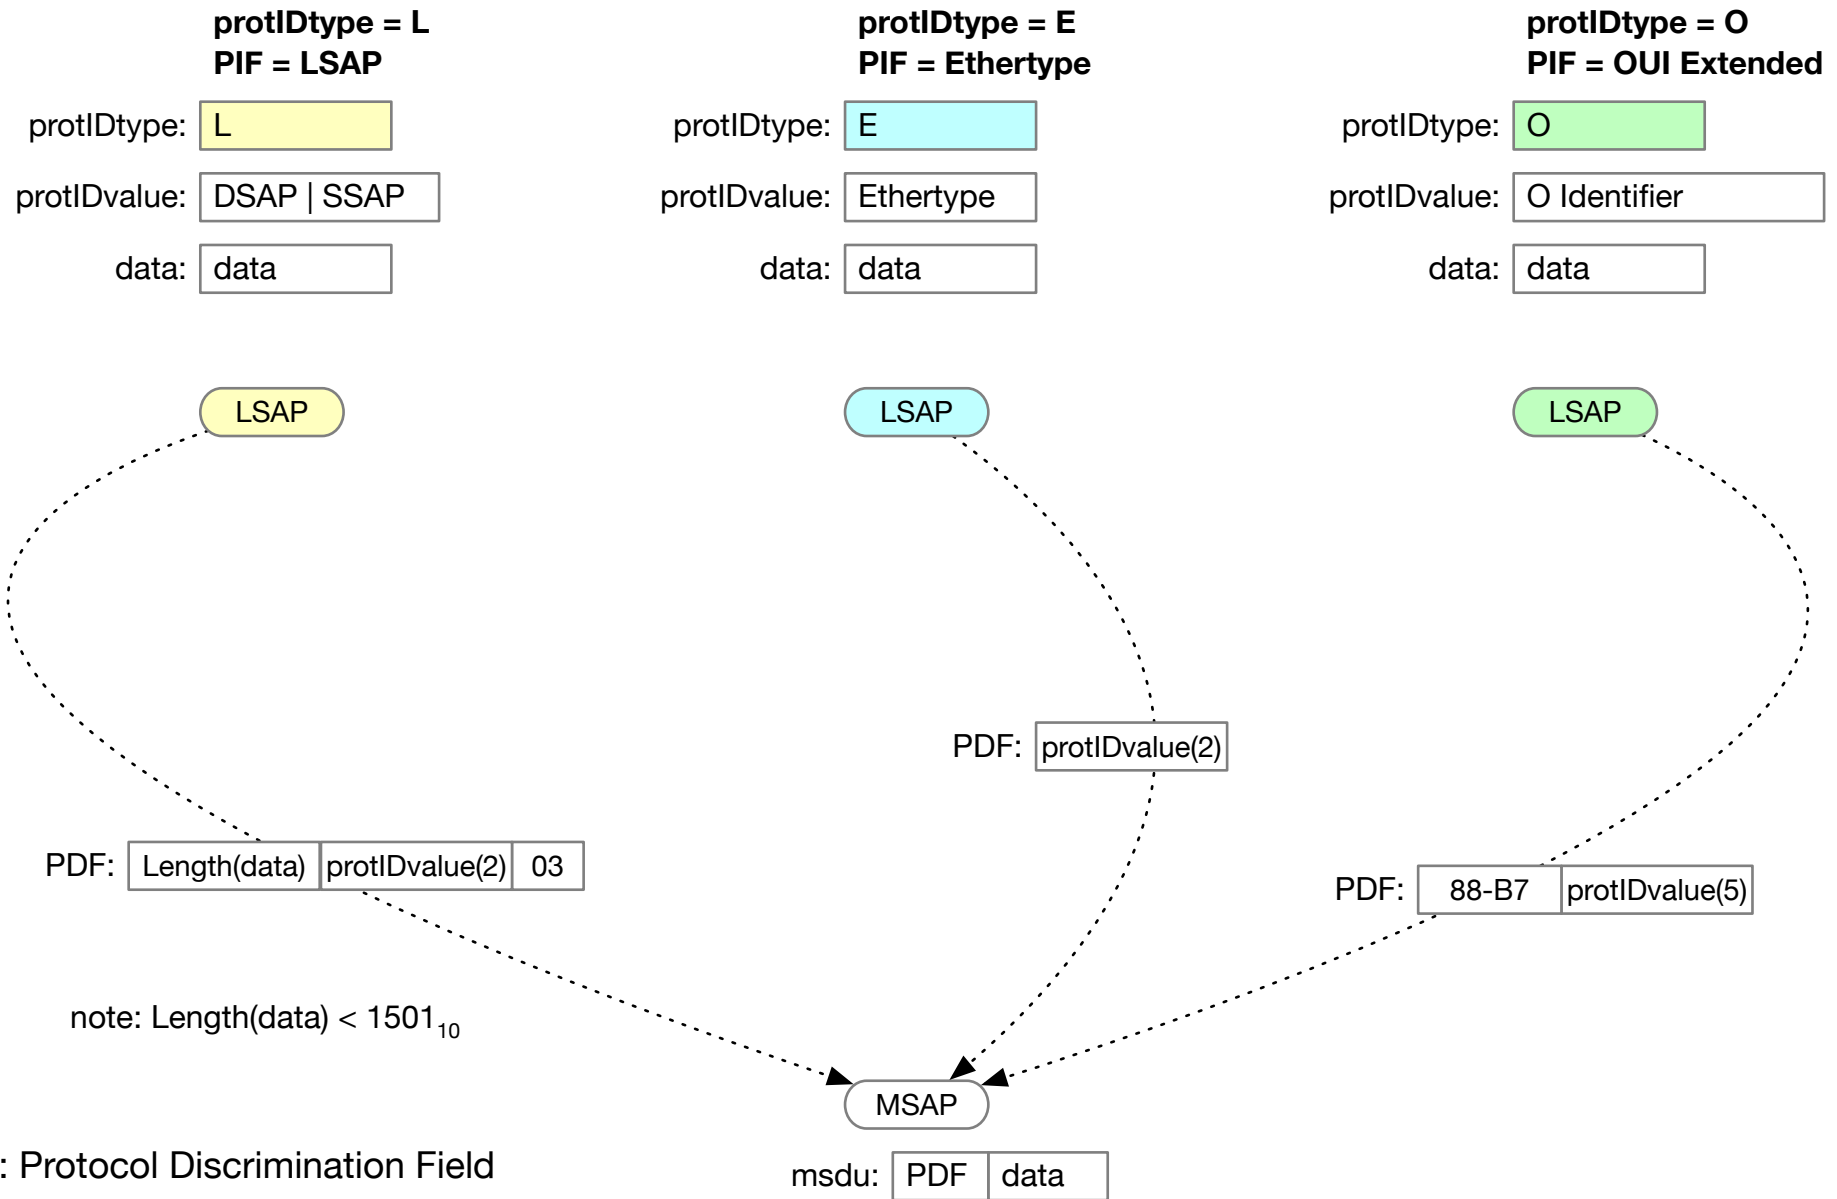 protIDtype = L
PIF = LSAP
protIDtype: L
protIDvalue: DSAP | SSAP
data: data
protIDtype = E
PIF = Ethertype
protIDtype: E
protIDvalue: Ethertype
data: data
protIDtype = O
PIF = OUI Extended
protIDtype: O
protIDvalue: O Identifier
data: data
LSAP
LSAP
LSAP
PDF: protIDvalue(2)
PDF: Length(data) protIDvalue(2) 03
PDF: 88-B7 protIDvalue(5)
note: Length(data) < 1501₁₀
MSAP
: Protocol Discrimination Field
msdu: PDF data